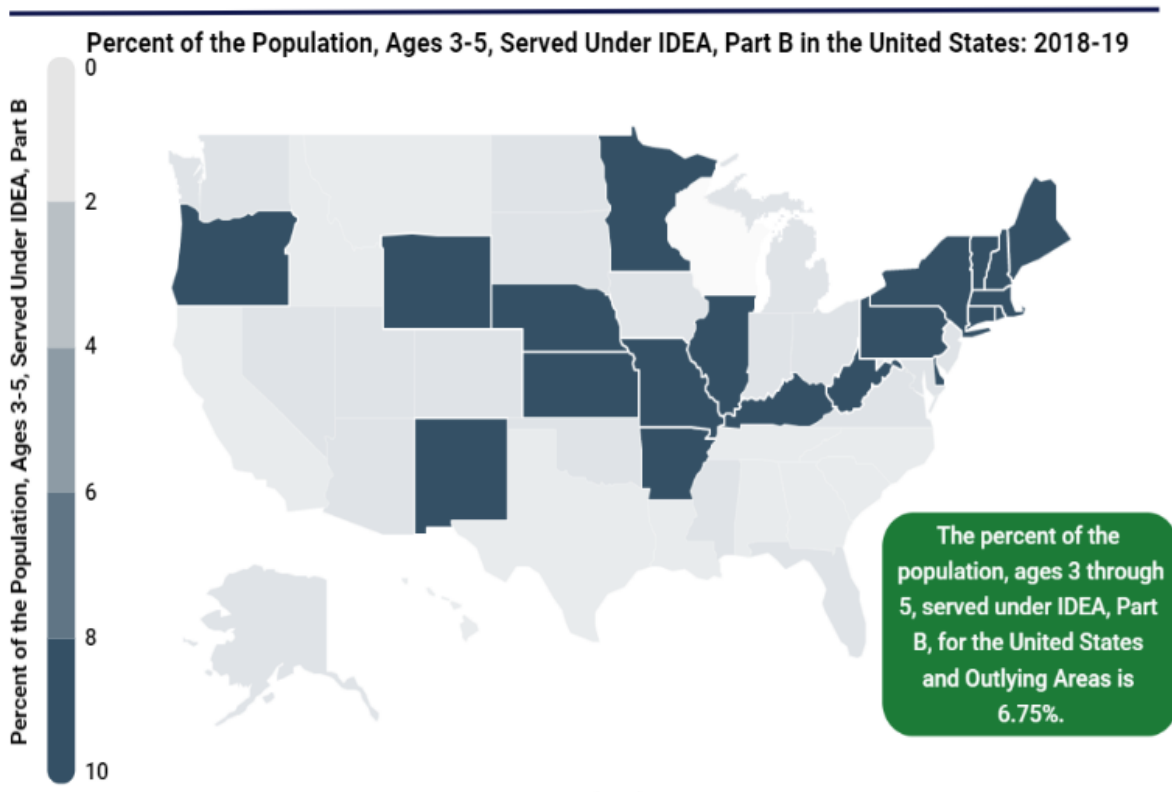 Percent of the Population, Ages 3-5, Served Under IDEA, Part B in the United States: 2018-19
Percent of the Population, Ages 3-5, Served Under IDEA, Part B
0
2
4
6
8
10
The percent of the
population, ages 3 through
5, served under IDEA, Part
B, for the United States
and Outlying Areas is
6.75%.